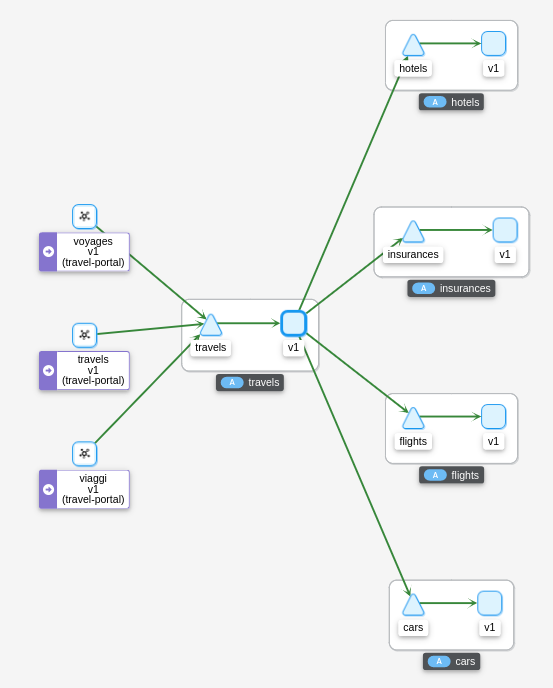 hotels
v1
A hotels
voyages
v1
(travel-portal)
insurances
v1
A insurances
travels
v1
(travel-portal)
travels
v1
A travels
flights
v1
A flights
viaggi
v1
(travel-portal)
cars
v1
A cars